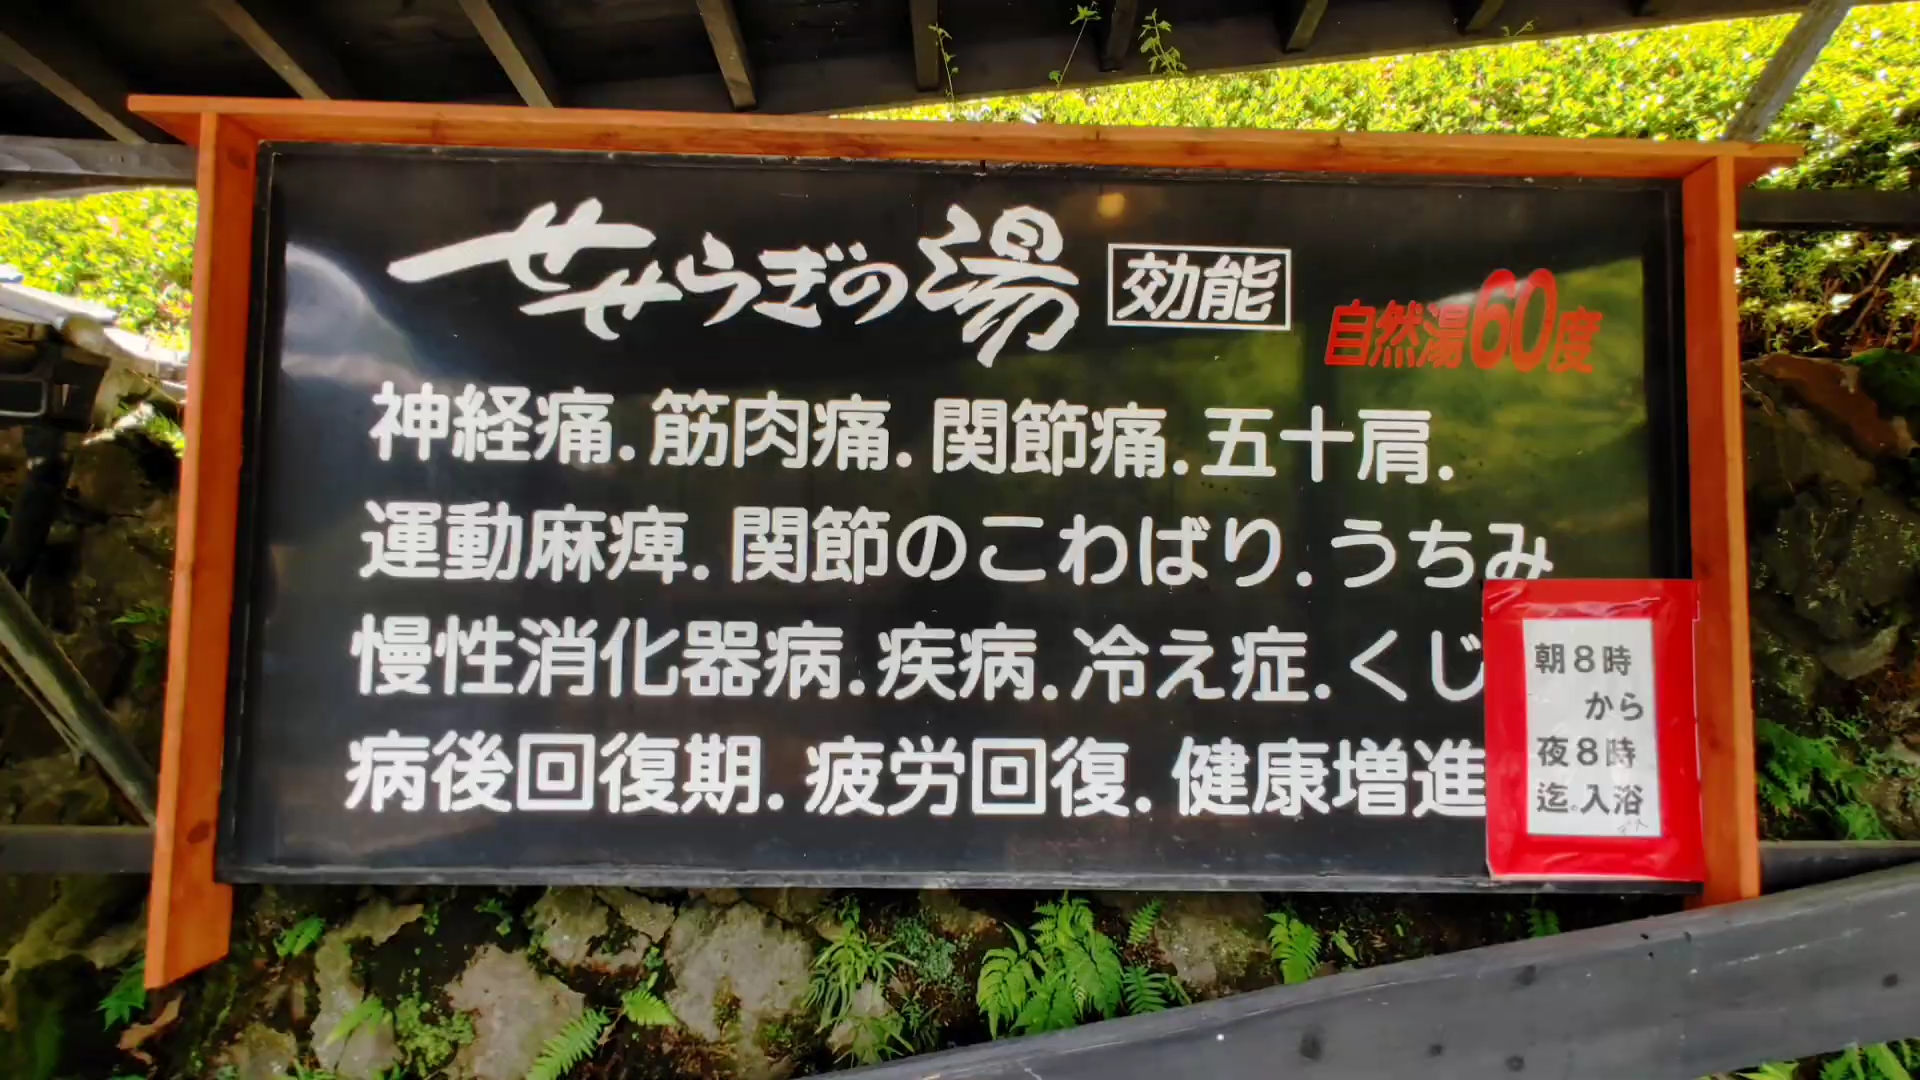 せせらぎの湯 効能
自然湯60度
神経痛.筋肉痛.関節痛.五十肩.
運動麻痺.関節のこわばり.うちみ
慢性消化器病.疾病.冷え症.くじ
病後回復期.疲労回復.健康増進
朝8時
から
夜8時
迄。入浴